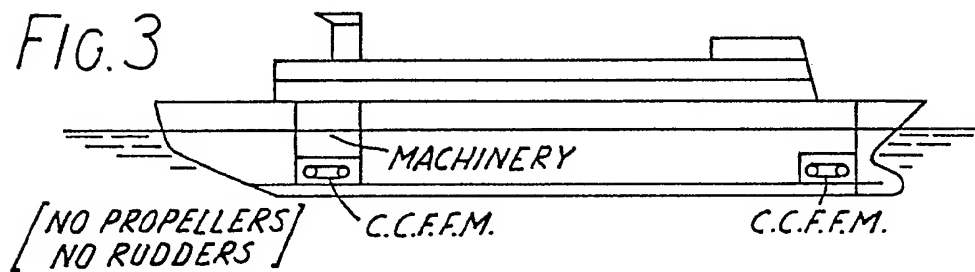 FIG. 3
MACHINERY
C.C.F.F.M.
C.C.F.F.M.
[NO PROPELLERS
NO RUDDERS]